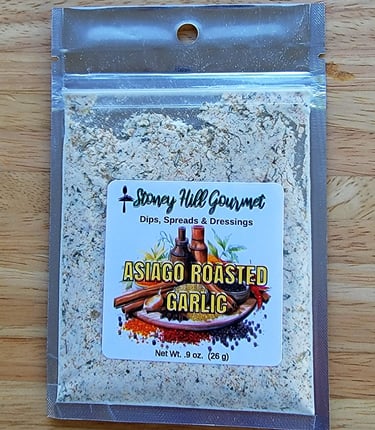 Stoney Hill Gourmet
Dips, Spreads & Dressings
ASIAGO ROASTED
GARLIC
Net Wt. .9 oz. (26 g)